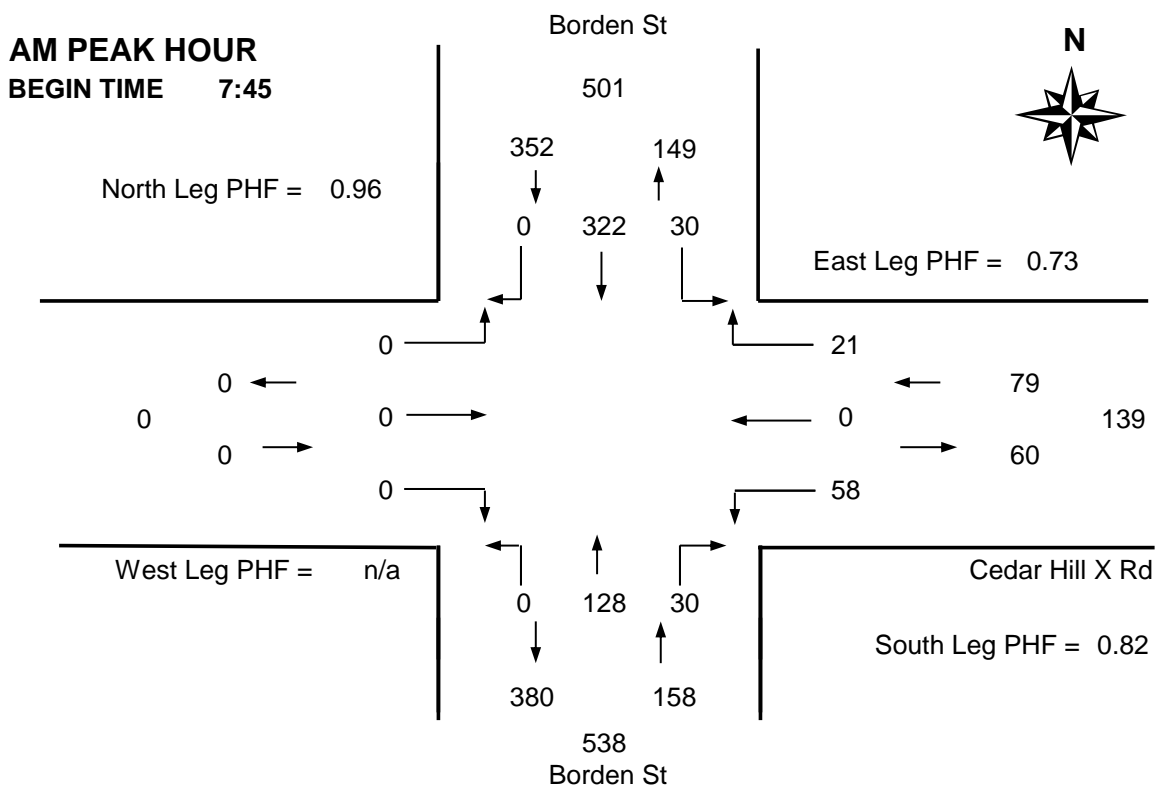 Borden St
AM PEAK HOUR
N
BEGIN TIME 7:45
501
352 149
North Leg PHF = 0.96
0 322 30
East Leg PHF = 0.73
0 21
0 79
0 0 0 139
0 60
0 58
West Leg PHF = n/a
Cedar Hill X Rd
0 128 30
South Leg PHF = 0.82
380 158
538
Borden St